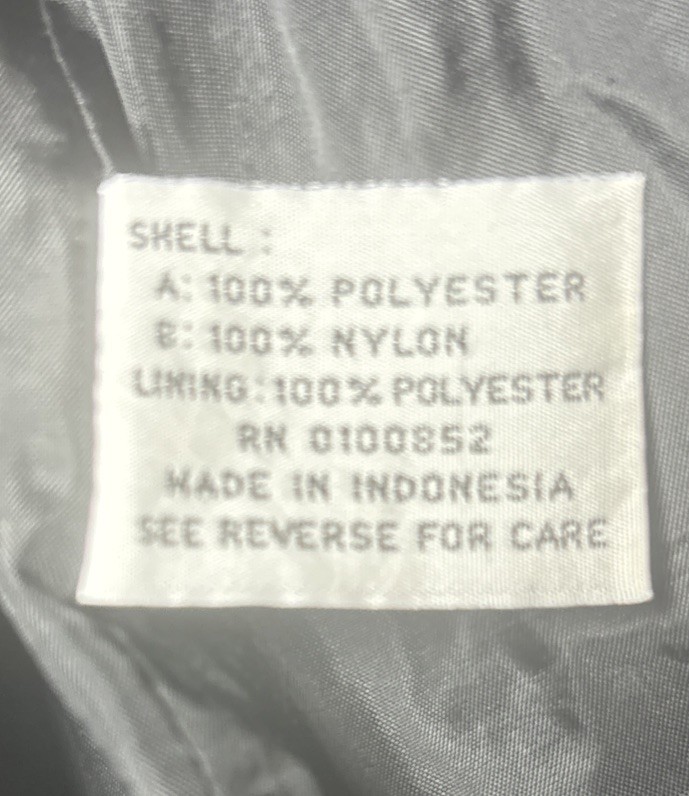 SHELL :
A: 100% POLYESTER
B: 100% NYLON
LINING: 100% POLYESTER
RN 0100852
MADE IN INDONESIA
SEE REVERSE FOR CARE